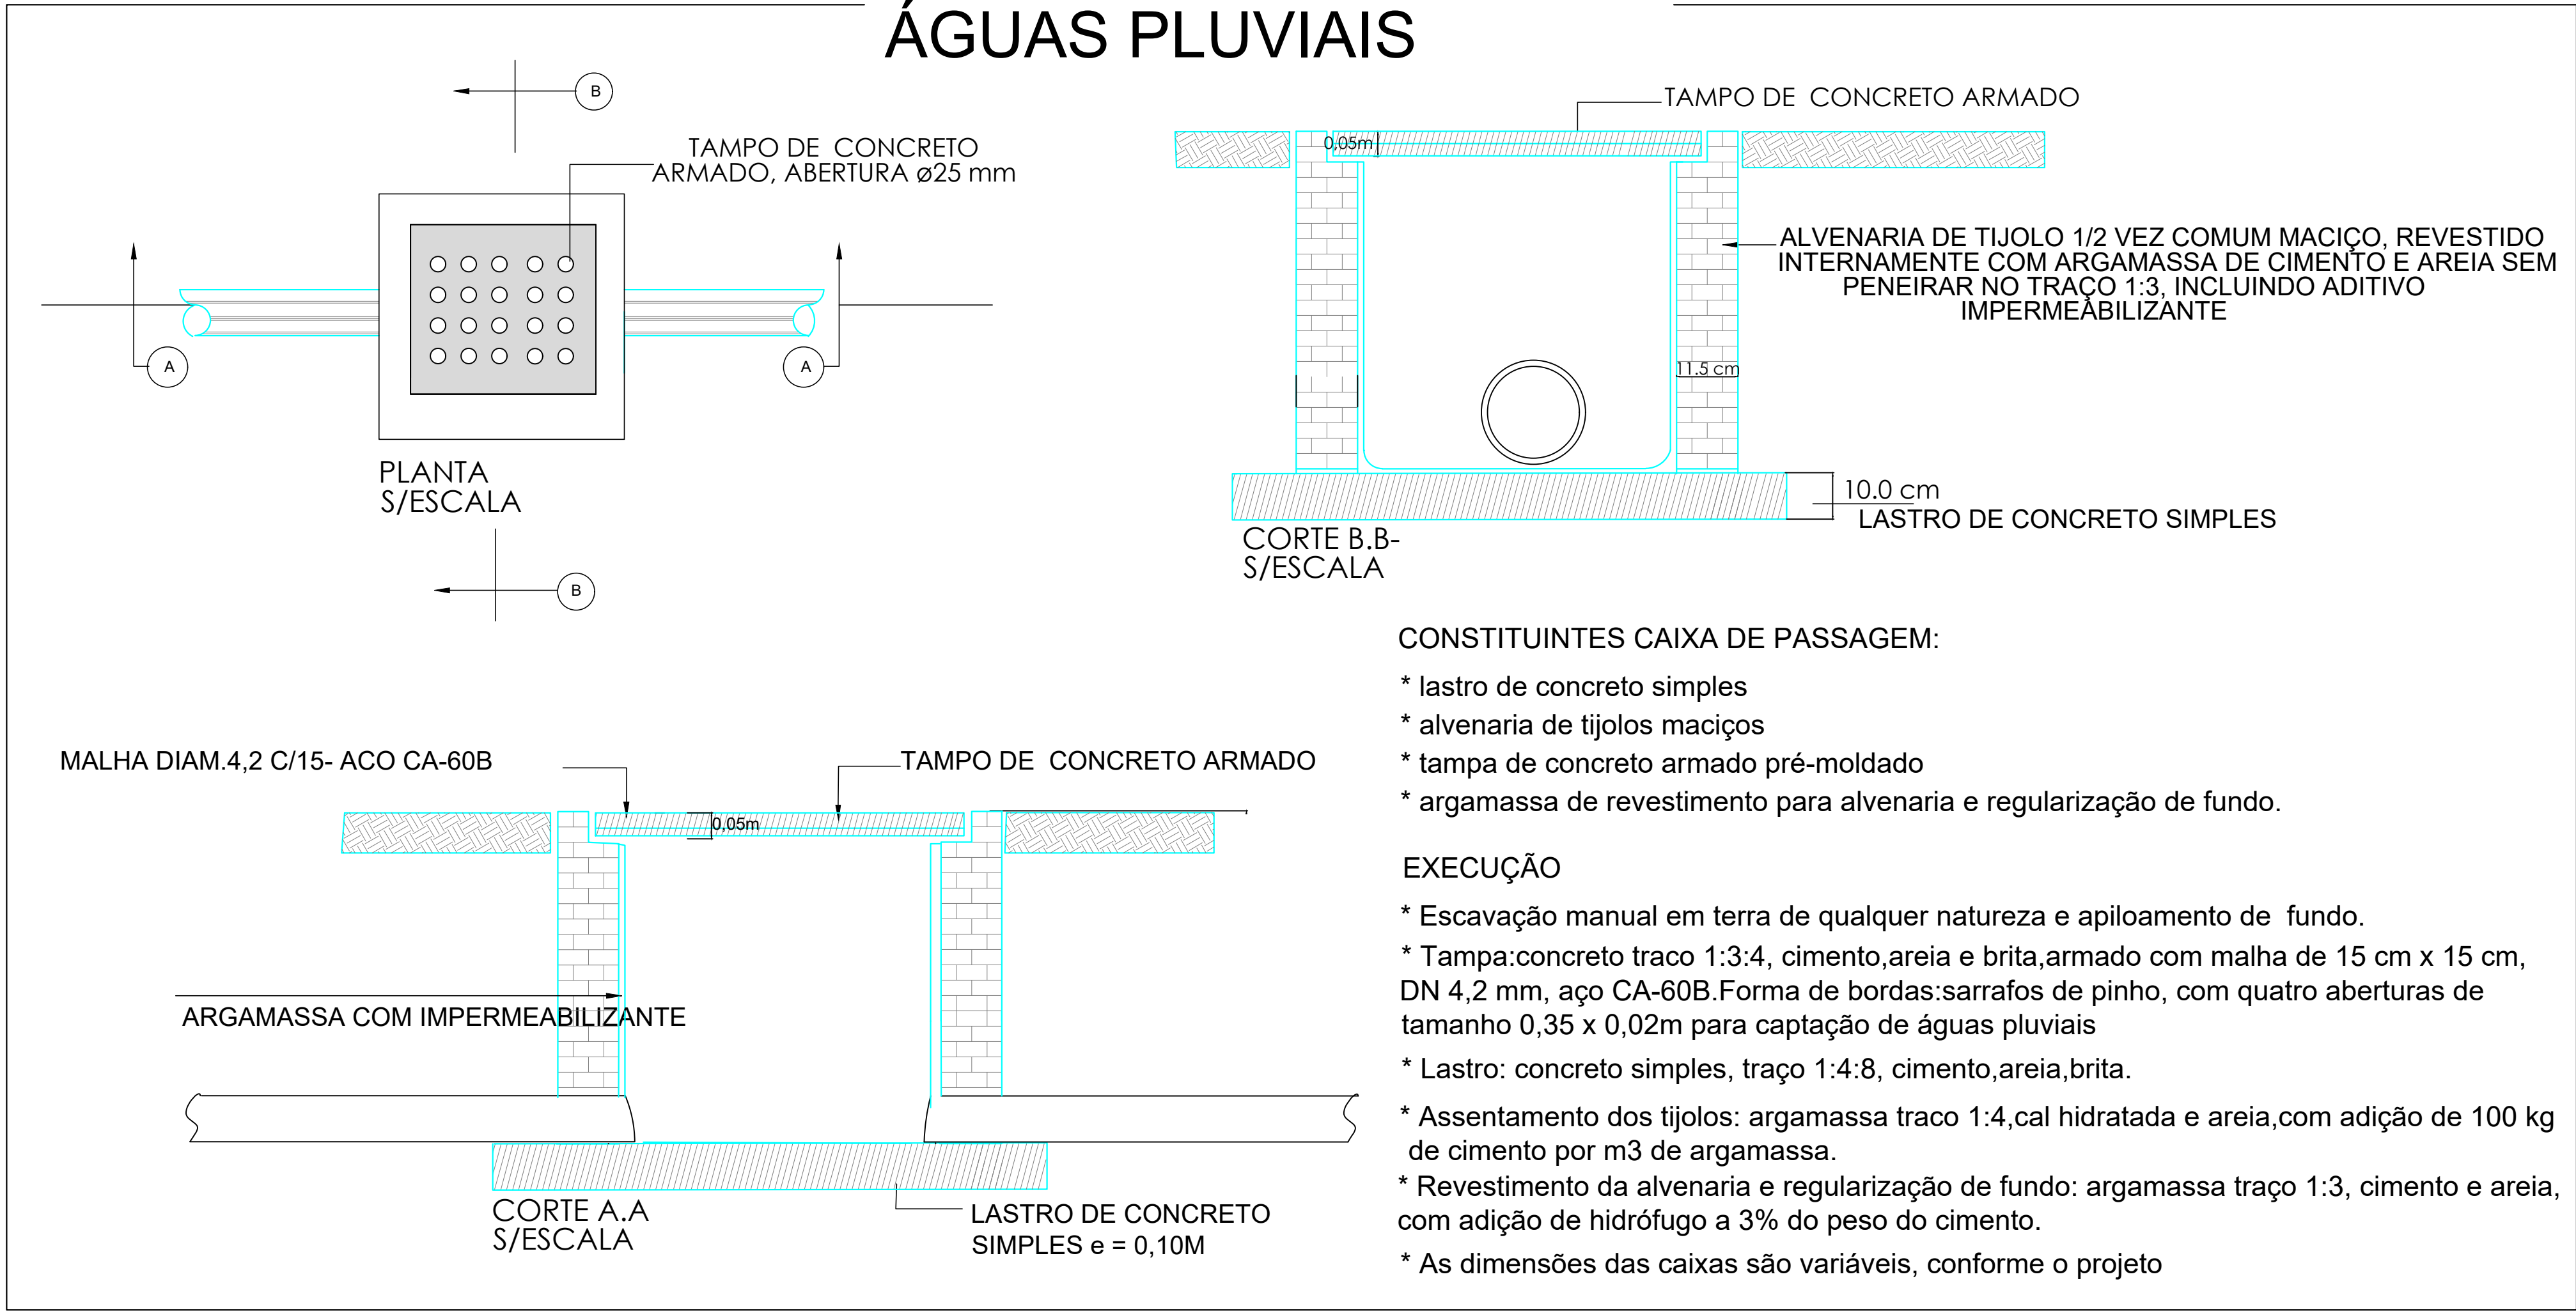 ÁGUAS PLUVIAIS
B
TAMPO DE CONCRETO
ARMADO, ABERTURA ø25 mm
A
A
PLANTA
S/ESCALA
B
TAMPO DE CONCRETO ARMADO
0,05m
ALVENARIA DE TIJOLO 1/2 VEZ COMUM MACIÇO, REVESTIDO
INTERNAMENTE COM ARGAMASSA DE CIMENTO E AREIA SEM
PENEIRAR NO TRAÇO 1:3, INCLUINDO ADITIVO
IMPERMEABILIZANTE
11.5 cm
10.0 cm
LASTRO DE CONCRETO SIMPLES
CORTE B.B-
S/ESCALA
MALHA DIAM.4,2 C/15- ACO CA-60B
TAMPO DE CONCRETO ARMADO
0,05m
ARGAMASSA COM IMPERMEABILIZANTE
CORTE A.A
S/ESCALA
LASTRO DE CONCRETO
SIMPLES e = 0,10M
CONSTITUINTES CAIXA DE PASSAGEM:
* lastro de concreto simples
* alvenaria de tijolos maciços
* tampa de concreto armado pré-moldado
* argamassa de revestimento para alvenaria e regularização de fundo.
EXECUÇÃO
* Escavação manual em terra de qualquer natureza e apiloamento de fundo.
* Tampa:concreto traco 1:3:4, cimento,areia e brita,armado com malha de 15 cm x 15 cm,
DN 4,2 mm, aço CA-60B.Forma de bordas:sarrafos de pinho, com quatro aberturas de
tamanho 0,35 x 0,02m para captação de águas pluviais
* Lastro: concreto simples, traço 1:4:8, cimento,areia,brita.
* Assentamento dos tijolos: argamassa traco 1:4,cal hidratada e areia,com adição de 100 kg
de cimento por m3 de argamassa.
* Revestimento da alvenaria e regularização de fundo: argamassa traço 1:3, cimento e areia,
com adição de hidrófugo a 3% do peso do cimento.
* As dimensões das caixas são variáveis, conforme o projeto